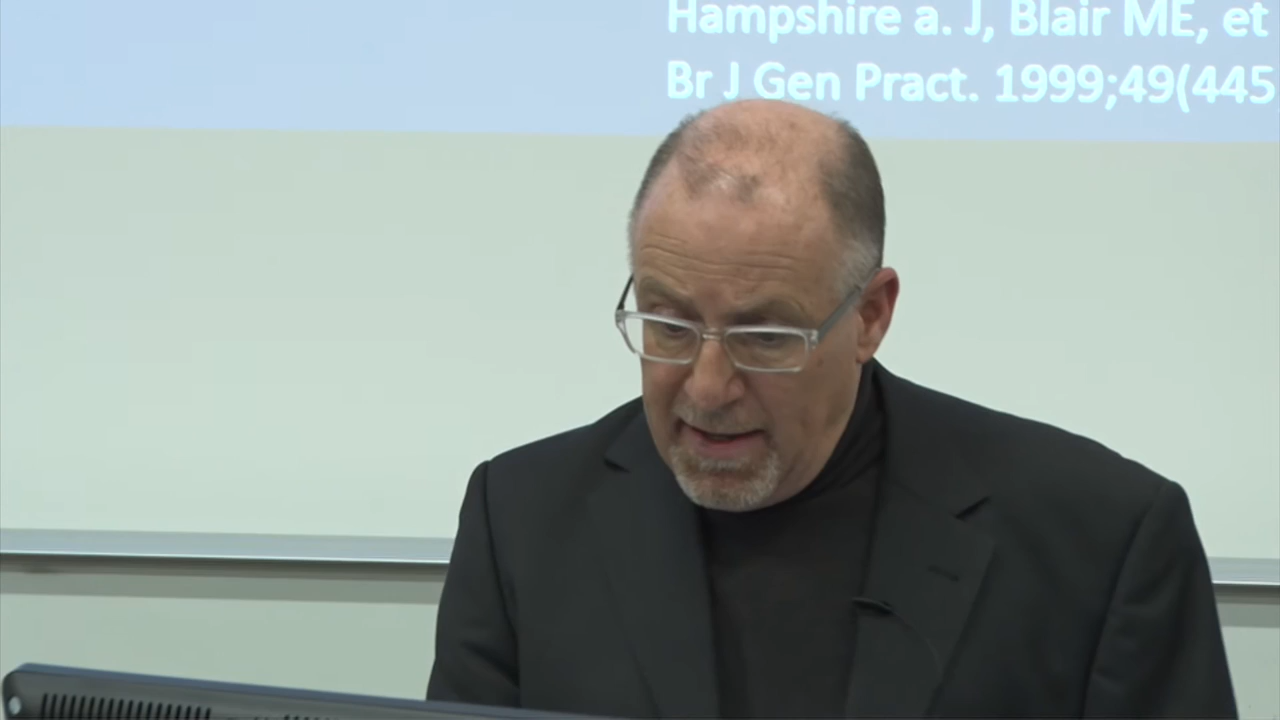 Hampshire a. J, Blair ME, et
Br J Gen Pract. 1999;49(445